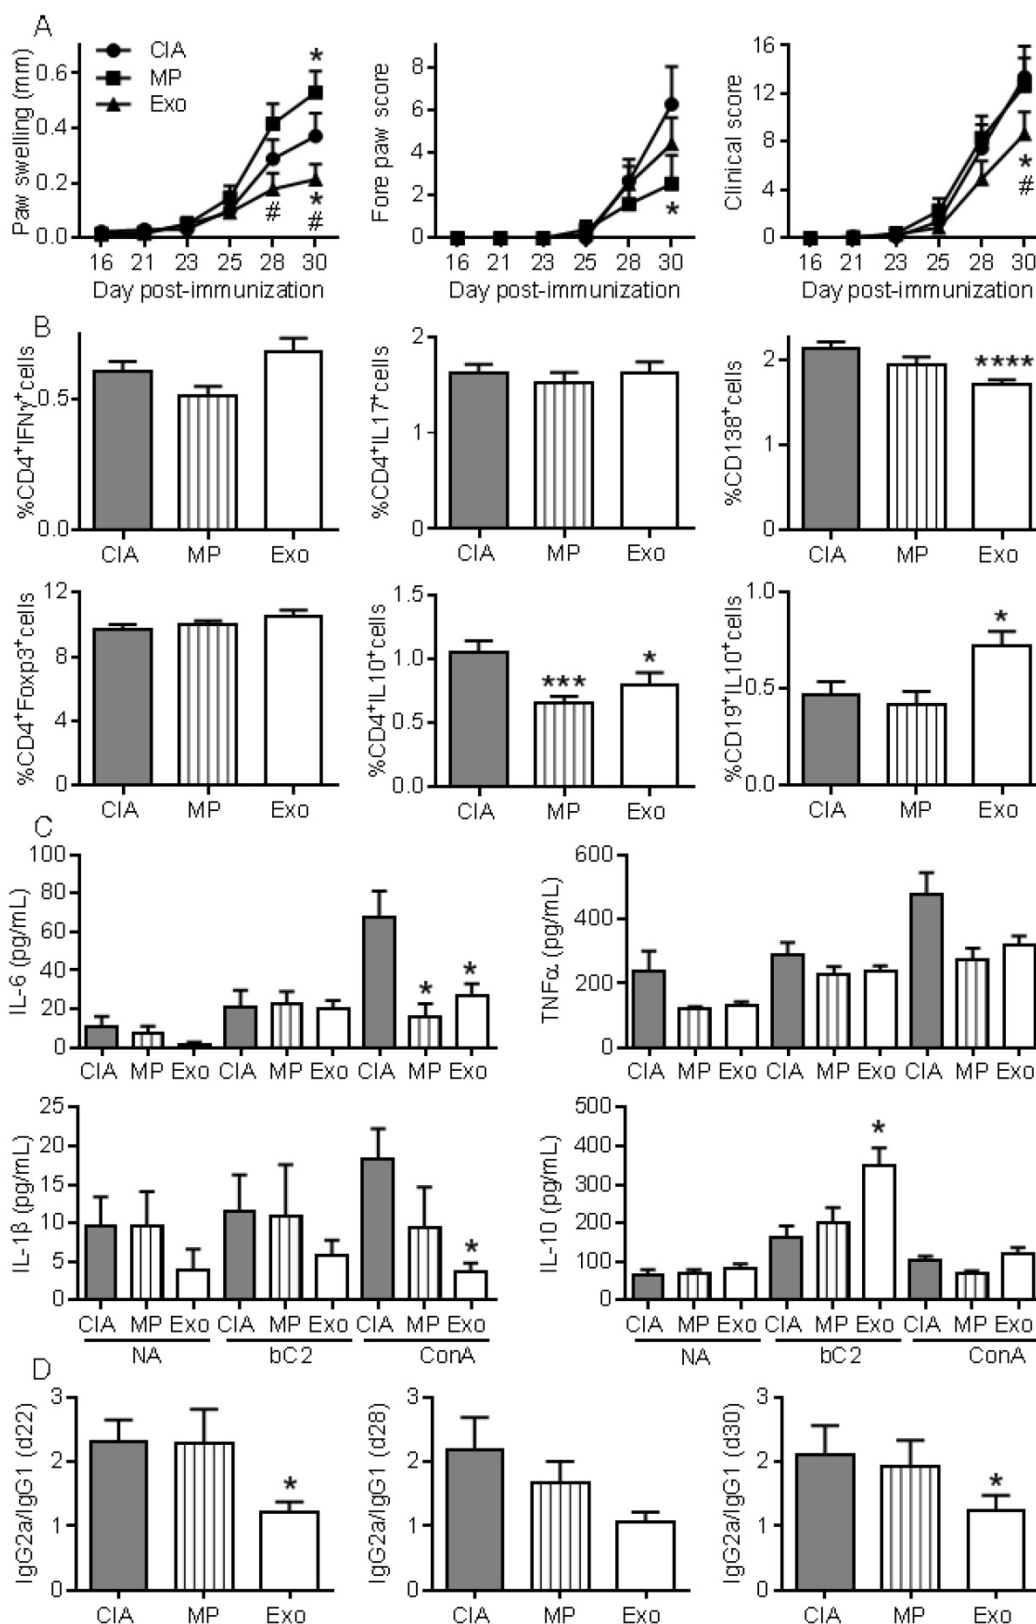 A
CIA
MP
Exo
Paw swelling (mm)
0.6
0.4
0.2
0.0
*
#
*
#
16 21 23 25 28 30
Day post-immunization
Fore paw score
8
6
4
2
0
*
16 21 23 25 28 30
Day post-immunization
Clinical score
16
12
8
4
0
*
#
16 21 23 25 28 30
Day post-immunization
B
%CD4⁺IFNγ⁺cells
0.5
0.0
CIA MP Exo
%CD4⁺IL17⁺cells
2
1
0
CIA MP Exo
%CD138⁺cells
2
1
0
****
CIA MP Exo
%CD4⁺Foxp3⁺cells
12
8
4
0
CIA MP Exo
%CD4⁺IL10⁺cells
1.5
1.0
0.5
0.0
***
*
CIA MP Exo
%CD19⁺IL10⁺cells
1.0
0.5
0.0
*
CIA MP Exo
C
IL-6 (pg/mL)
100
80
60
40
20
0
*
*
CIA MP Exo CIA MP Exo CIA MP Exo
TNFα (pg/mL)
600
400
200
0
CIA MP Exo CIA MP Exo CIA MP Exo
IL-1β (pg/mL)
25
20
15
10
5
0
*
CIA MP Exo CIA MP Exo CIA MP Exo
NA bC2 ConA
IL-10 (pg/mL)
500
400
300
200
100
0
*
CIA MP Exo CIA MP Exo CIA MP Exo
NA bC2 ConA
D
IgG2a/IgG1 (d22)
3
2
1
0
*
CIA MP Exo
IgG2a/IgG1 (d28)
3
2
1
0
CIA MP Exo
IgG2a/IgG1 (d30)
3
2
1
0
*
CIA MP Exo